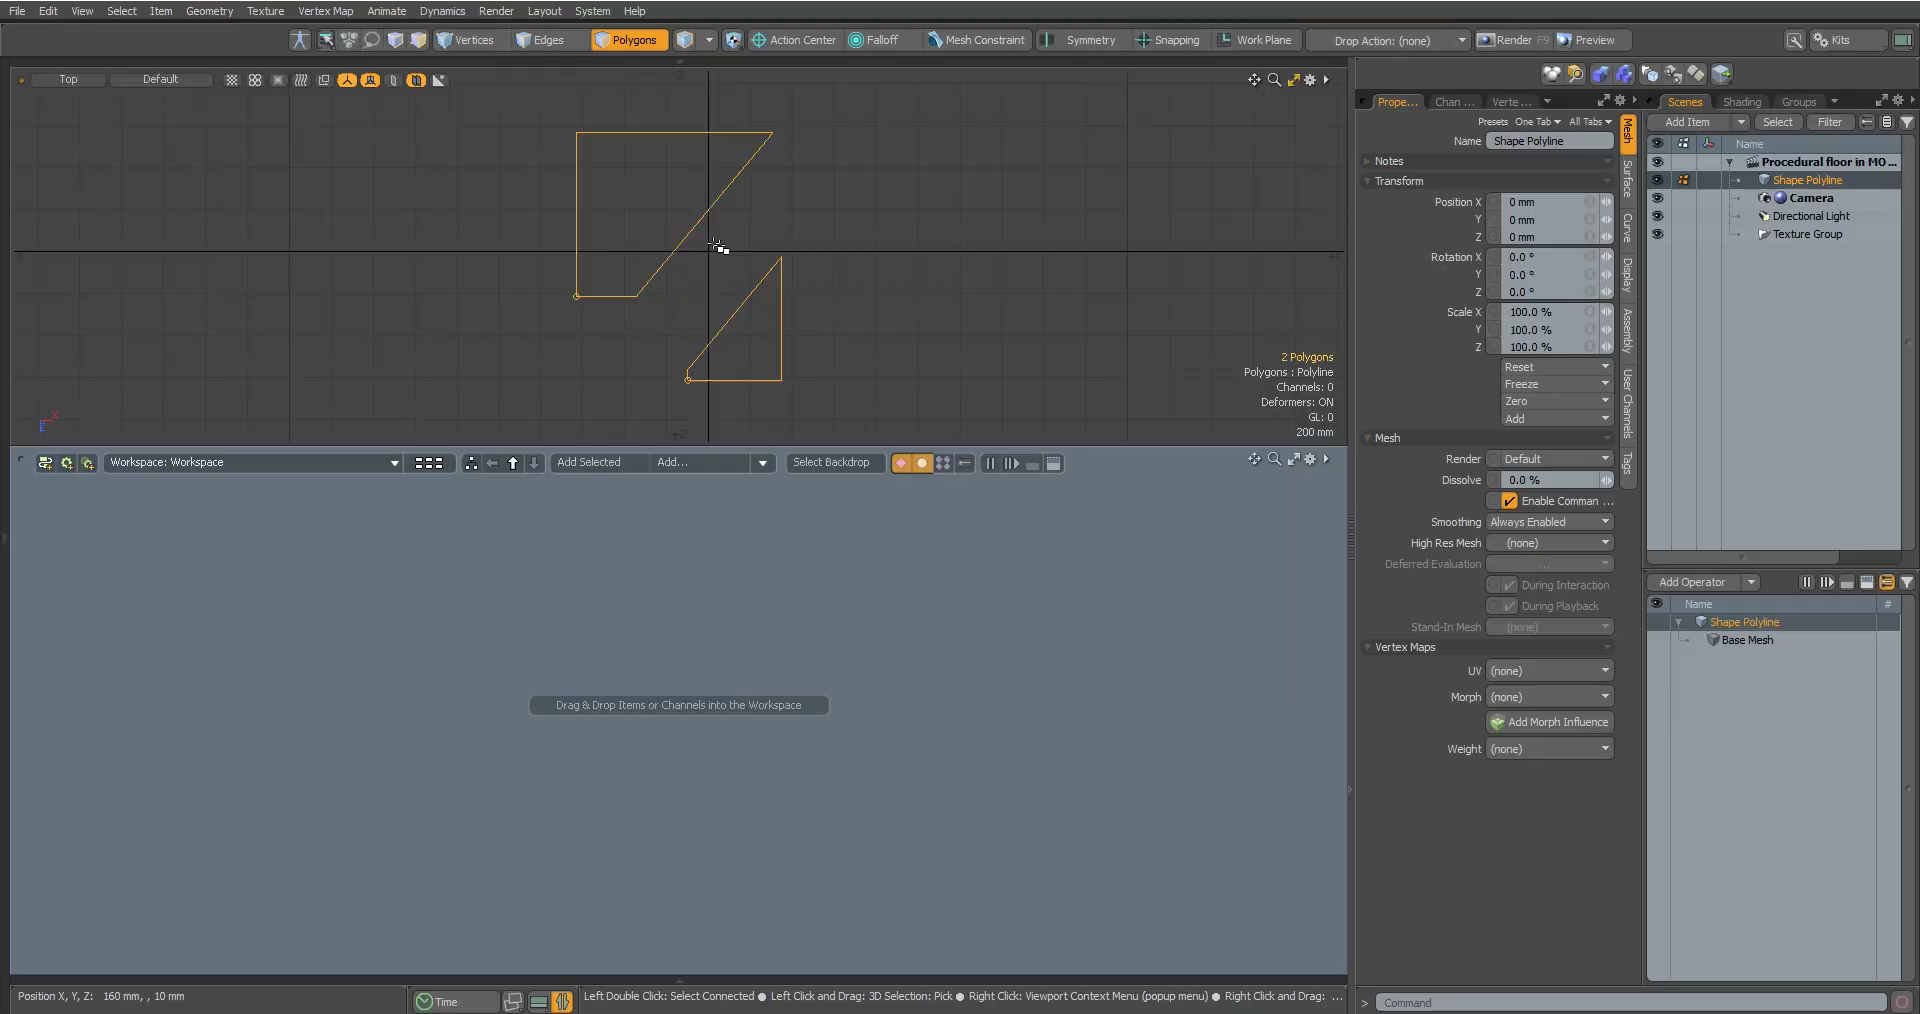 File Edit View Select Item Geometry Texture Vertex Map Animate Dynamics Render Layout System Help
Vertices Edges Polygons Action Center Falloff Mesh Constraint Symmetry Snapping Work Plane Drop Action: (none) Render F9 Preview Kits
Top Default
2 Polygons
Polygons : Polyline
Channels: 0
Deformers: ON
GL: 0
200 mm
Workspace: Workspace Add Selected Add... Select Backdrop
Drag & Drop Items or Channels into the Workspace
Prope... Chan ... Verte ...
Presets One Tab All Tabs
Name Shape Polyline
Notes
Transform
Position X 0 mm
Y 0 mm
Z 0 mm
Rotation X 0.0 °
Y 0.0 °
Z 0.0 °
Scale X 100.0 %
Y 100.0 %
Z 100.0 %
Reset
Freeze
Zero
Add
Mesh
Render Default
Dissolve 0.0 %
Enable Comman ...
Smoothing Always Enabled
High Res Mesh (none)
Deferred Evaluation ...
During Interaction
During Playback
Stand-In Mesh (none)
Vertex Maps
UV (none)
Morph (none)
Add Morph Influence
Weight (none)
Mesh
Surface
Curve
Display
Assembly
User Channels
Tags
Scenes Shading Groups
Add Item Select Filter
Name
Procedural floor in MO ...
Shape Polyline
Camera
Directional Light
Texture Group
Add Operator
Name #
Shape Polyline
Base Mesh
Position X, Y, Z: 160 mm, , 10 mm
Time
Left Double Click: Select Connected ● Left Click and Drag: 3D Selection: Pick ● Right Click: Viewport Context Menu (popup menu) ● Right Click and Drag: ...
> Command